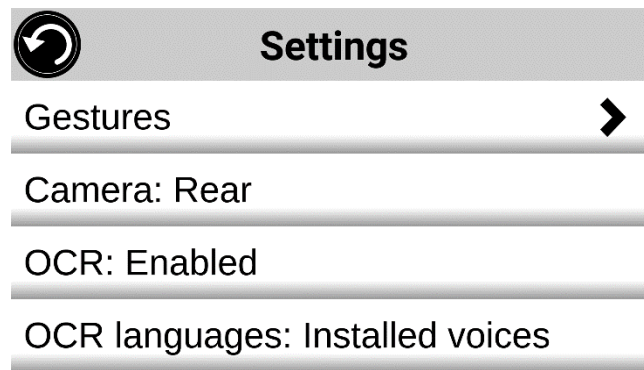 Settings
Gestures
Camera: Rear
OCR: Enabled
OCR languages: Installed voices